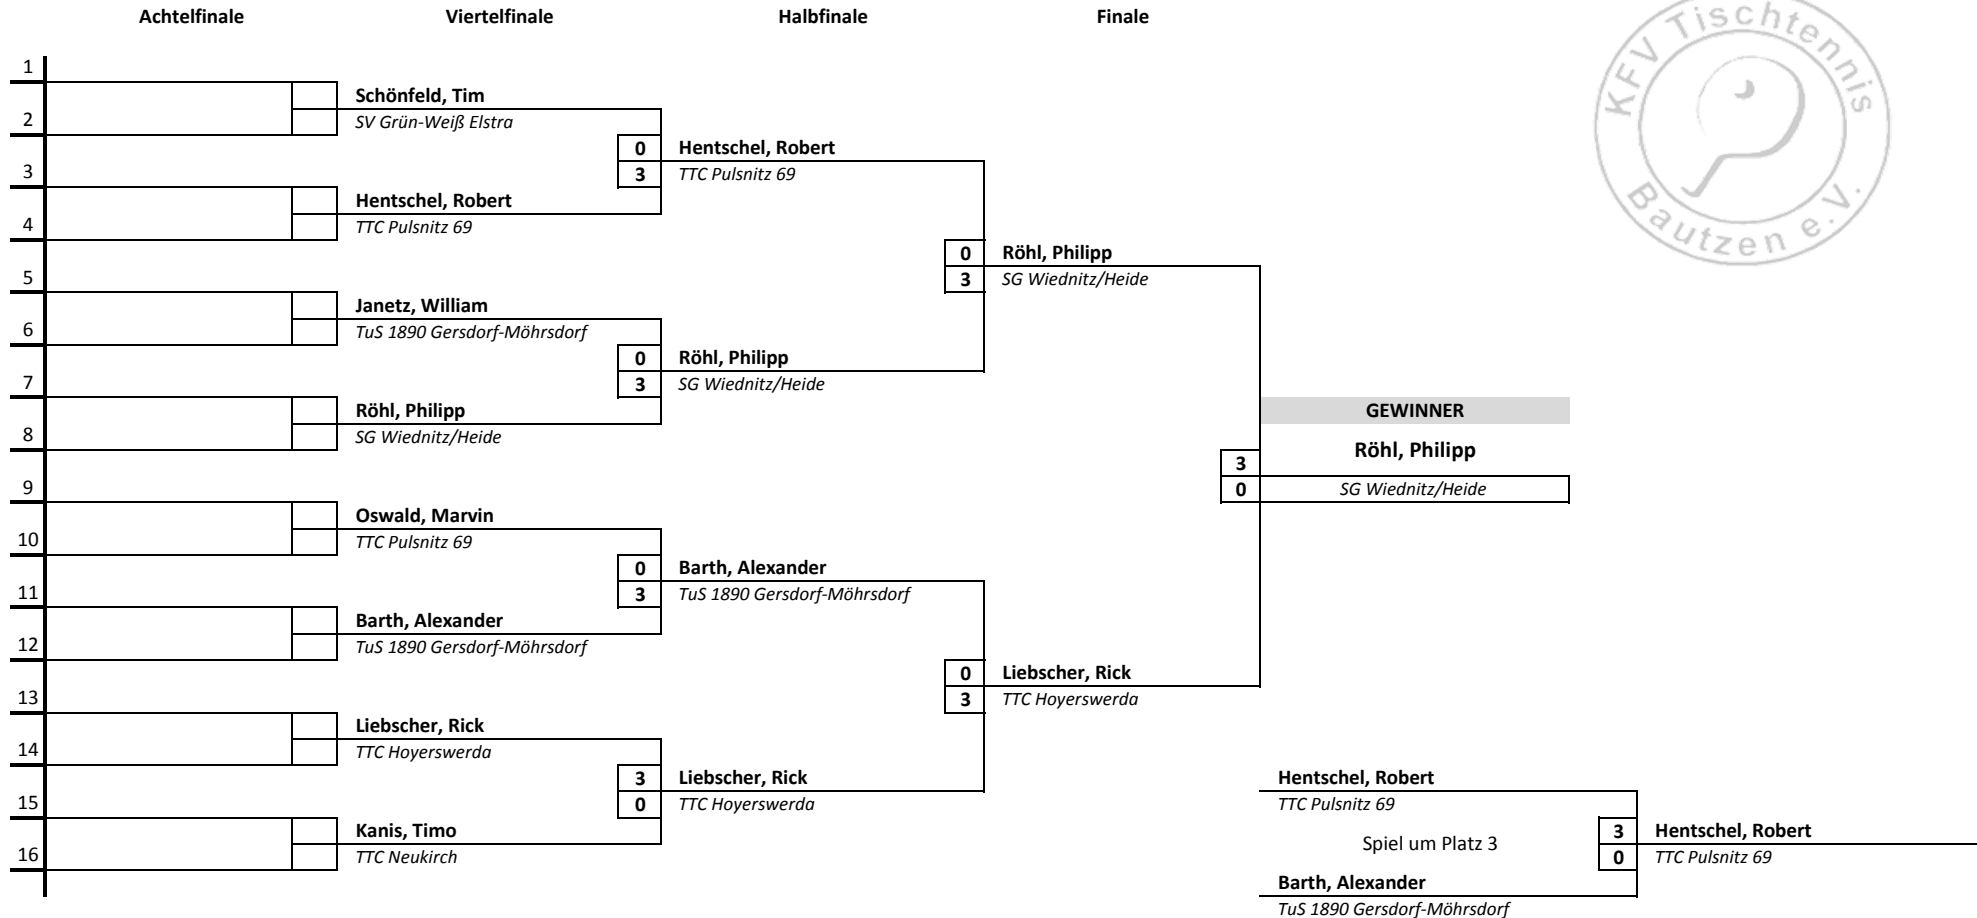 Achtelfinale Viertelfinale Halbfinale Finale
KFV Tischtennis
Bautzen e.V.
1
Schönfeld, Tim
2
SV Grün-Weiß Elstra
0
Hentschel, Robert
3
3
TTC Pulsnitz 69
Hentschel, Robert
4
TTC Pulsnitz 69
0
Röhl, Philipp
5
3
SG Wiednitz/Heide
Janetz, William
6
TuS 1890 Gersdorf-Möhrsdorf
0
Röhl, Philipp
7
3
SG Wiednitz/Heide
Röhl, Philipp
GEWINNER
8
SG Wiednitz/Heide
Röhl, Philipp
3
9
0
SG Wiednitz/Heide
Oswald, Marvin
10
TTC Pulsnitz 69
0
Barth, Alexander
11
3
TuS 1890 Gersdorf-Möhrsdorf
Barth, Alexander
12
TuS 1890 Gersdorf-Möhrsdorf
0
Liebscher, Rick
13
3
TTC Hoyerswerda
Liebscher, Rick
14
TTC Hoyerswerda
3
Liebscher, Rick
Hentschel, Robert
15
0
TTC Hoyerswerda
TTC Pulsnitz 69
Kanis, Timo
3
Hentschel, Robert
Spiel um Platz 3
16
TTC Neukirch
0
TTC Pulsnitz 69
Barth, Alexander
TuS 1890 Gersdorf-Möhrsdorf